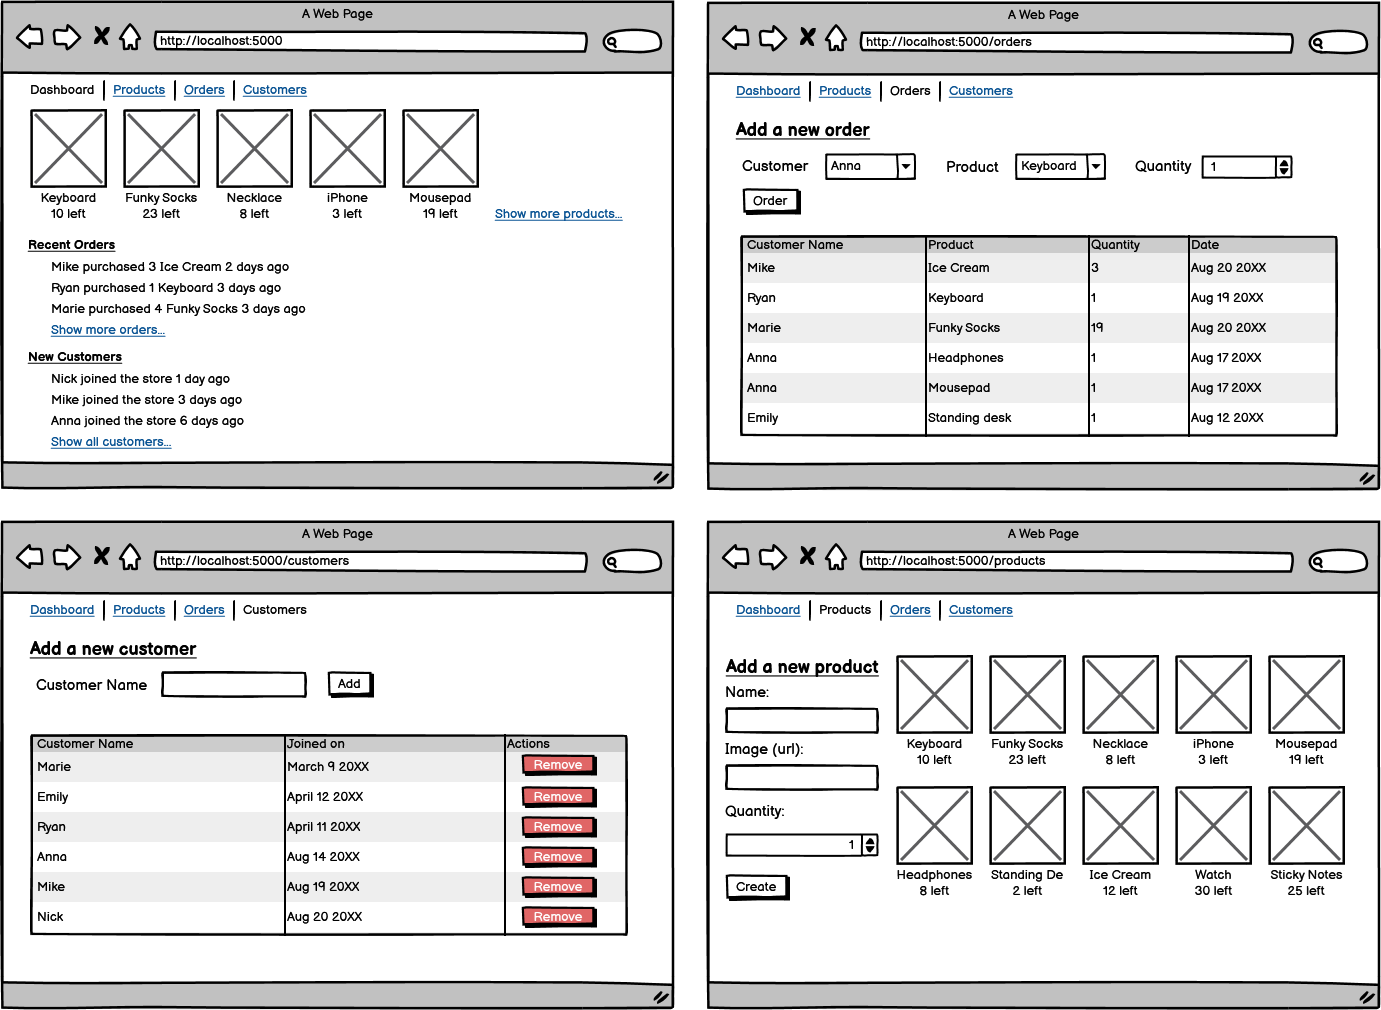 A Web Page
http://localhost:5000
Dashboard Products Orders Customers
Keyboard Funky Socks Necklace iPhone Mousepad
10 left 23 left 8 left 3 left 19 left Show more products...
Recent Orders
Mike purchased 3 Ice Cream 2 days ago
Ryan purchased 1 Keyboard 3 days ago
Marie purchased 4 Funky Socks 3 days ago
Show more orders...
New Customers
Nick joined the store 1 day ago
Mike joined the store 3 days ago
Anna joined the store 6 days ago
Show all customers...
A Web Page
http://localhost:5000/orders
Dashboard Products Orders Customers
Add a new order
Customer Anna Product Keyboard Quantity 1
Order
Customer Name Product Quantity Date
Mike Ice Cream 3 Aug 20 20XX
Ryan Keyboard 1 Aug 19 20XX
Marie Funky Socks 19 Aug 20 20XX
Anna Headphones 1 Aug 17 20XX
Anna Mousepad 1 Aug 17 20XX
Emily Standing desk 1 Aug 12 20XX
A Web Page
http://localhost:5000/customers
Dashboard Products Orders Customers
Add a new customer
Customer Name Add
Customer Name Joined on Actions
Marie March 9 20XX Remove
Emily April 12 20XX Remove
Ryan April 11 20XX Remove
Anna Aug 14 20XX Remove
Mike Aug 19 20XX Remove
Nick Aug 20 20XX Remove
A Web Page
http://localhost:5000/products
Dashboard Products Orders Customers
Add a new product
Name:
Image (url):
Quantity:
1
Create
Keyboard Funky Socks Necklace iPhone Mousepad
10 left 23 left 8 left 3 left 19 left
Headphones Standing De Ice Cream Watch Sticky Notes
8 left 2 left 12 left 30 left 25 left